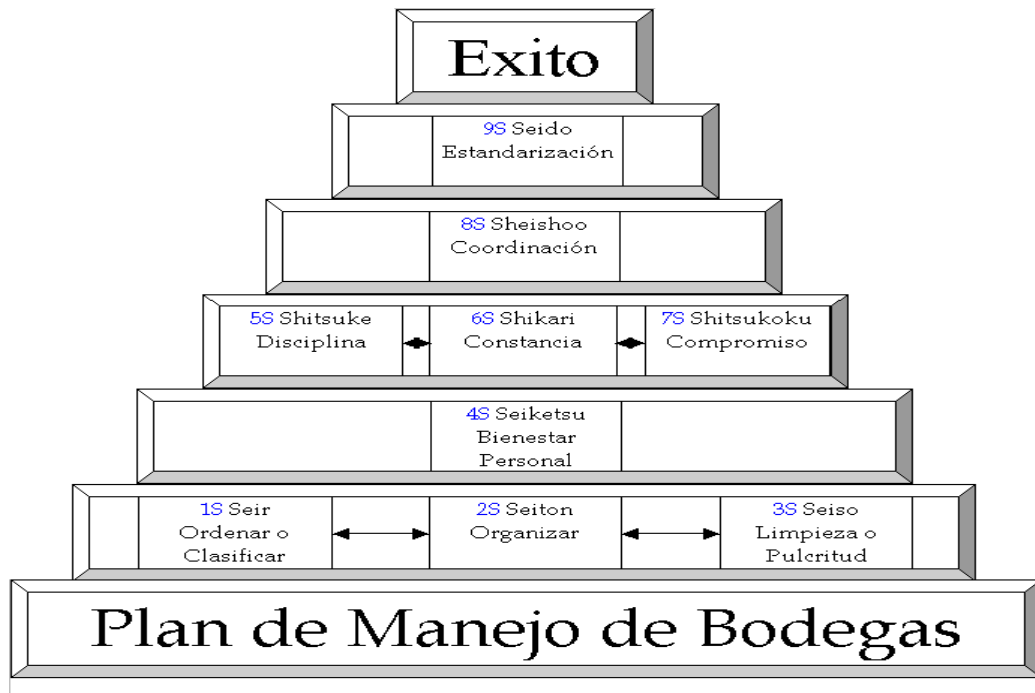 Exito
9S Seido
Estandarización
8S Sheishoo
Coordinación
5S Shitsuke
Disciplina
6S Shikari
Constancia
7S Shitsukoku
Compromiso
4S Seiketsu
Bienestar
Personal
1S Seir
Ordenar o
Clasificar
2S Seiton
Organizar
3S Seiso
Limpieza o
Pulcritud
Plan de Manejo de Bodegas